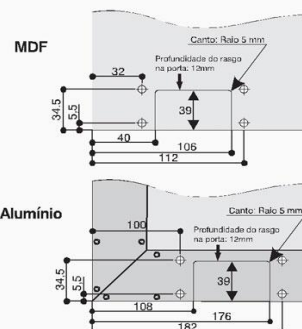 MDF
Canto: Raio 5 mm
Profundidade do rasgo
na porta: 12mm
32
34.5
5.5
39
40
106
112
Alumínio
Canto: Raio 5 mm
100
Profundidade do rasgo
na porta: 12mm
34.5
5.5
39
108
176
182